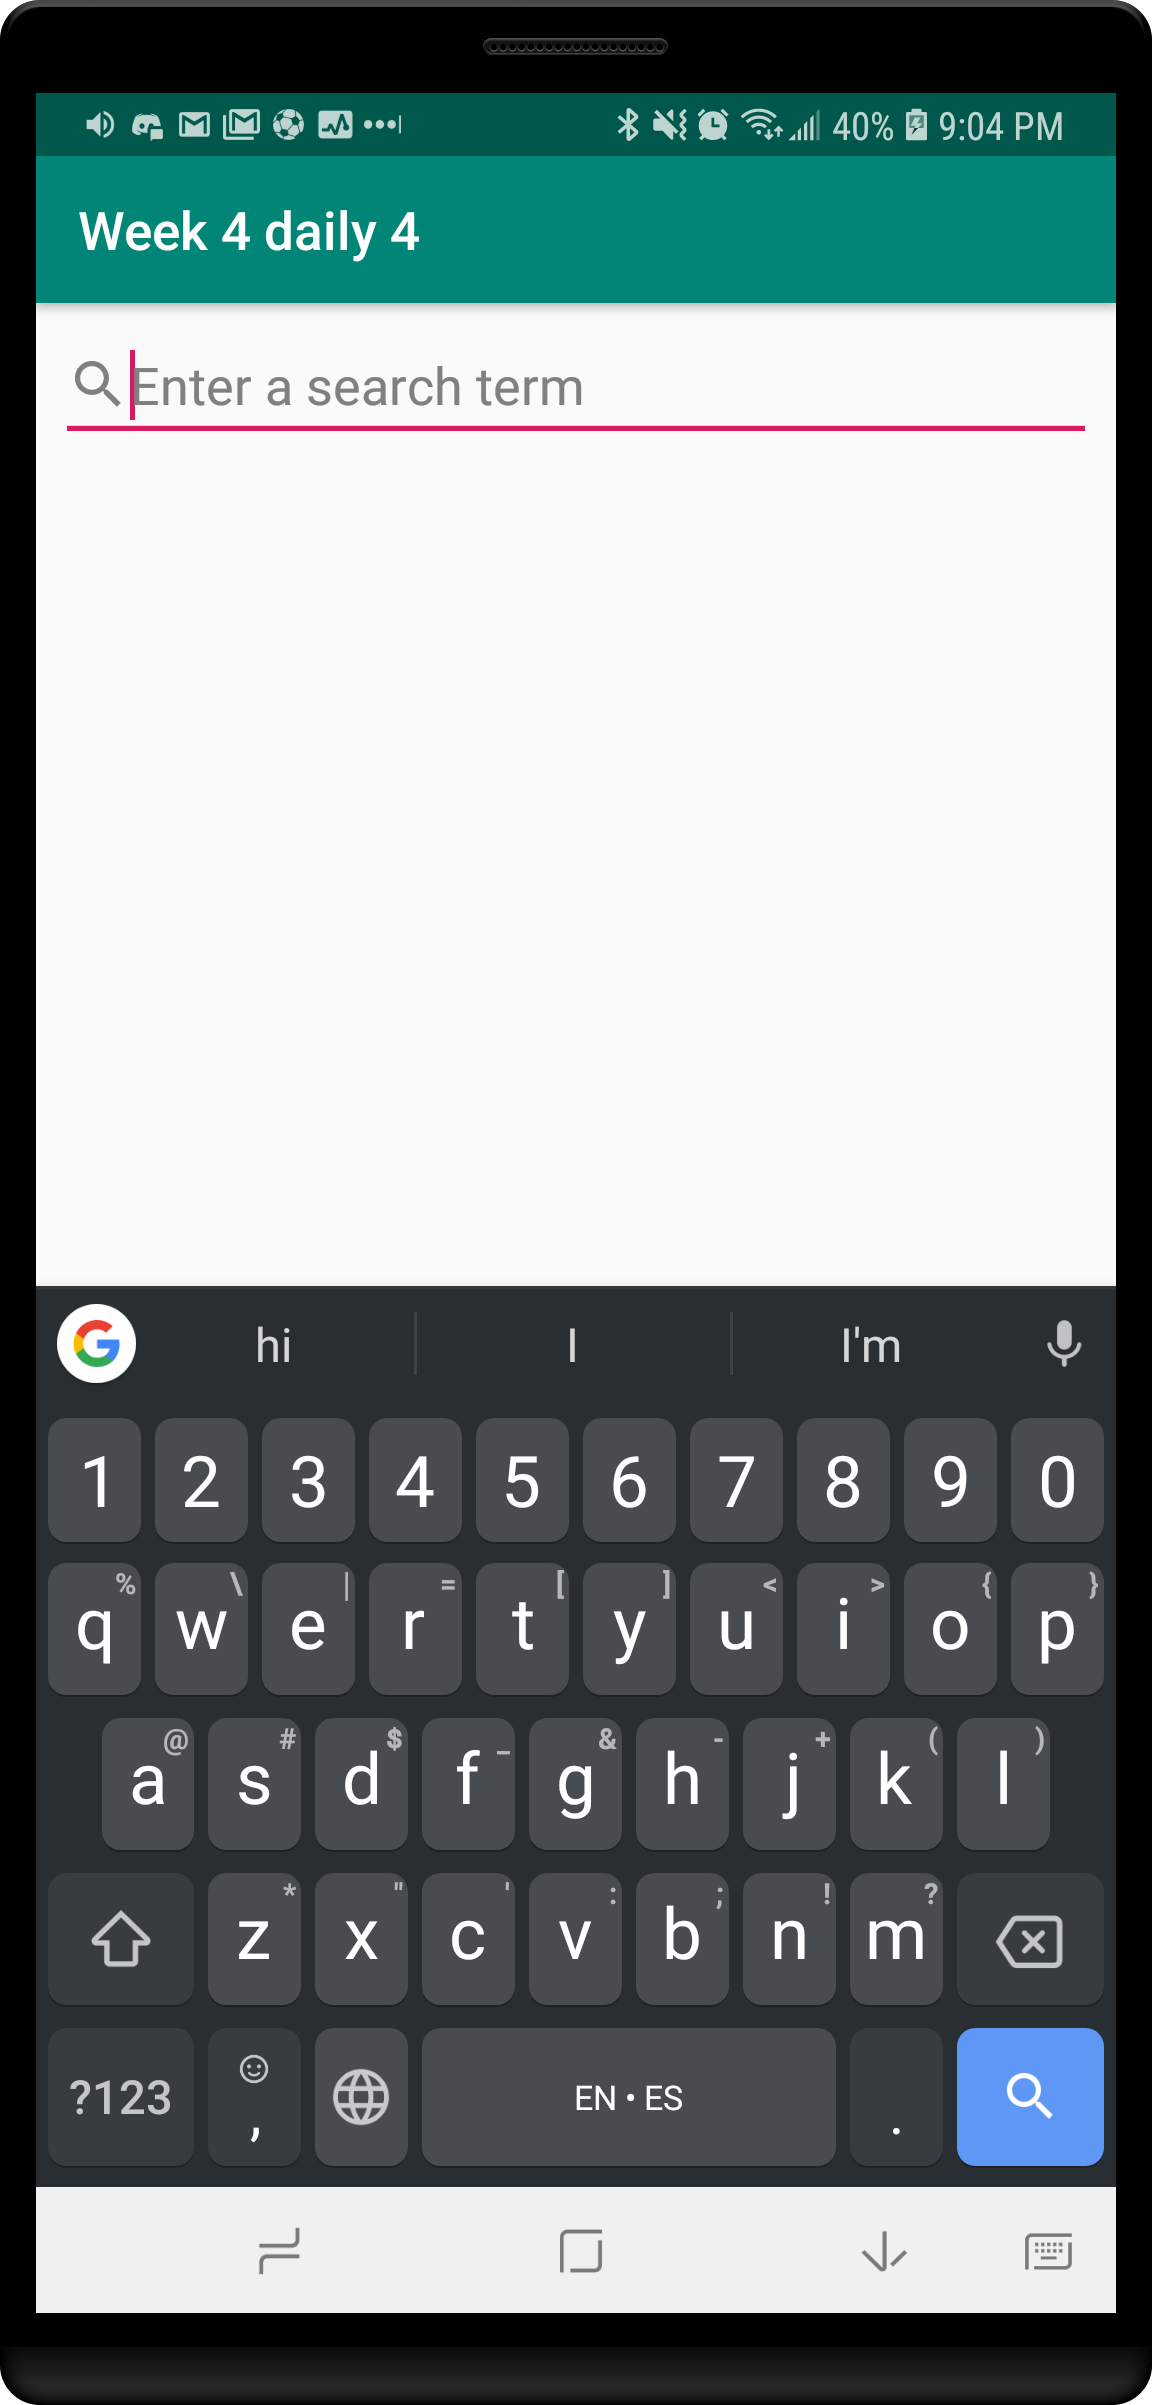 40% 9:04 PM
Week 4 daily 4
Enter a search term
hi I I'm
1 2 3 4 5 6 7 8 9 0
% \ | = [ ] < > { }
q w e r t y u i o p
@ # $ _ & - + ( )
a s d f g h j k l
* " ' : ; ! ?
z x c v b n m
?123 , EN • ES .